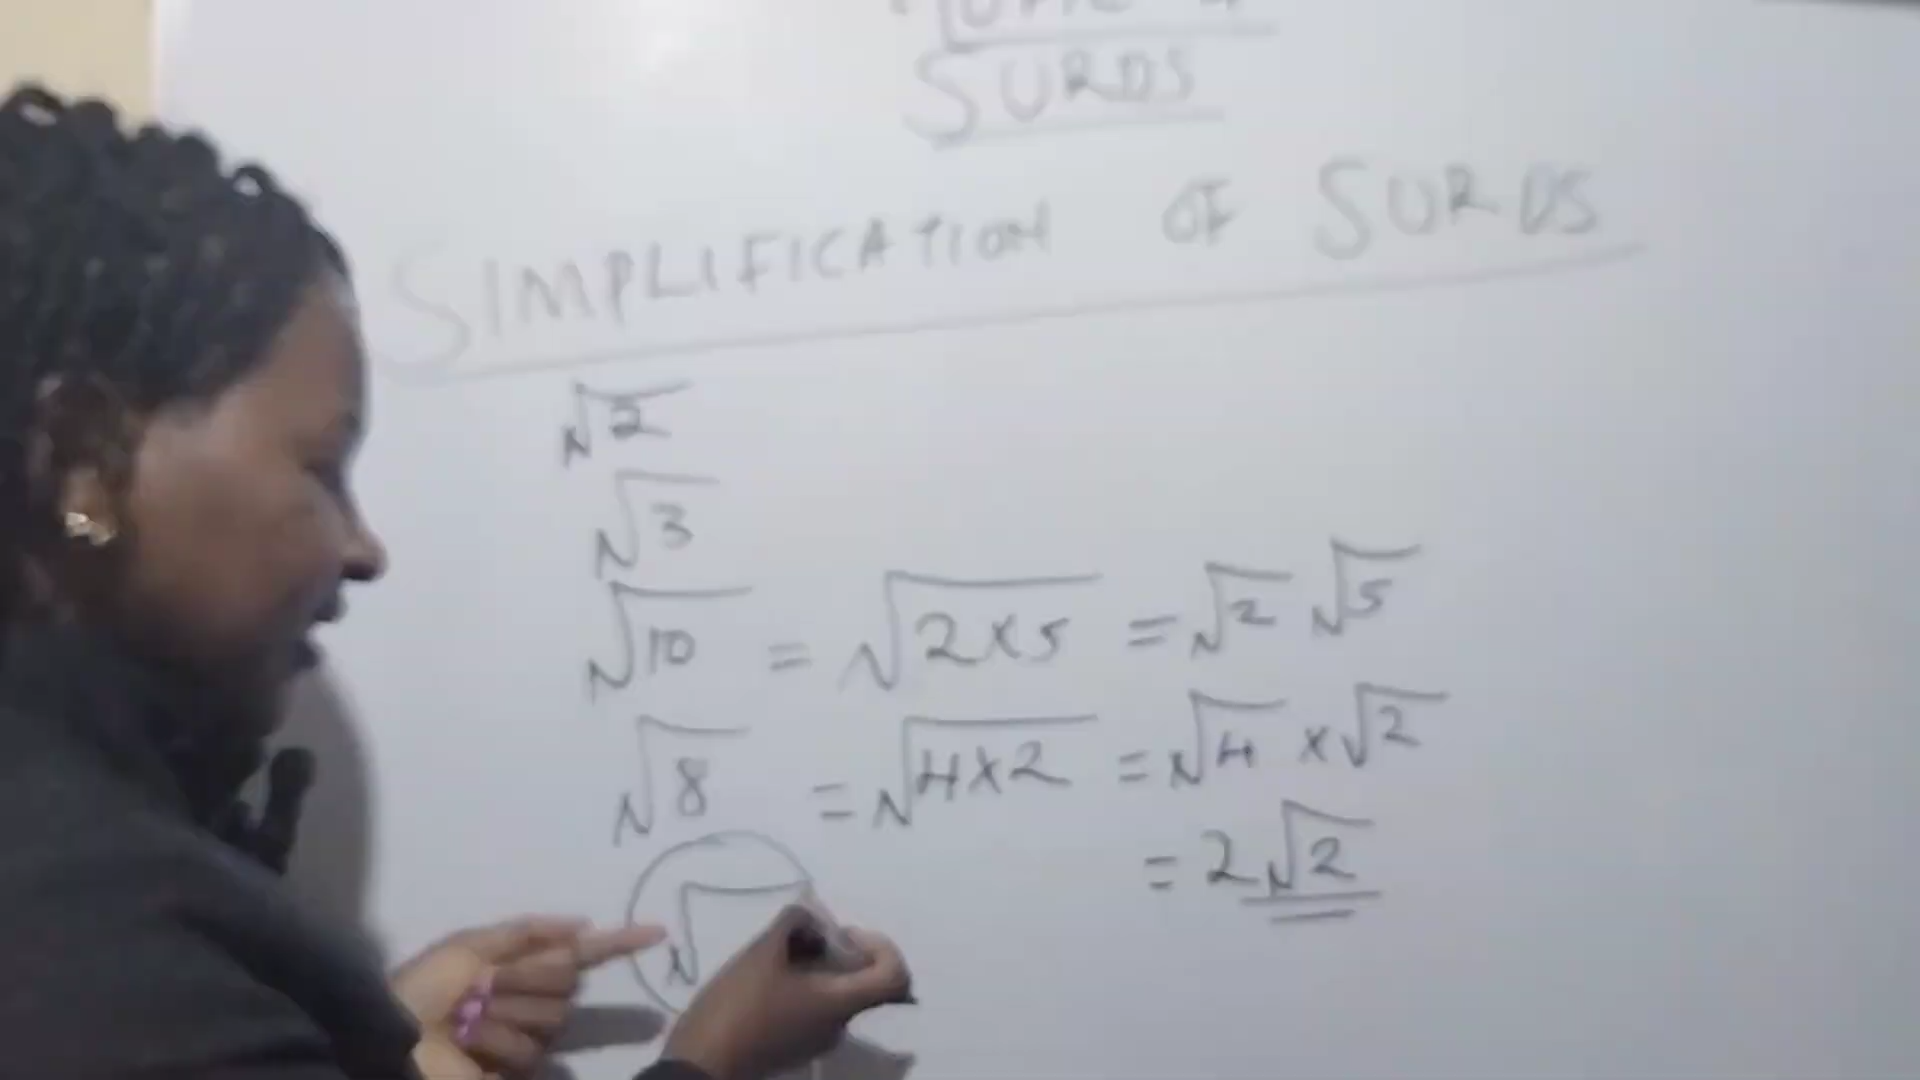 SURDS
SIMPLIFICATION OF SURDS
√2
√3
√10 = √2×5 = √2 √5
√8 = √4×2 = √4 × √2
= 2√2
√